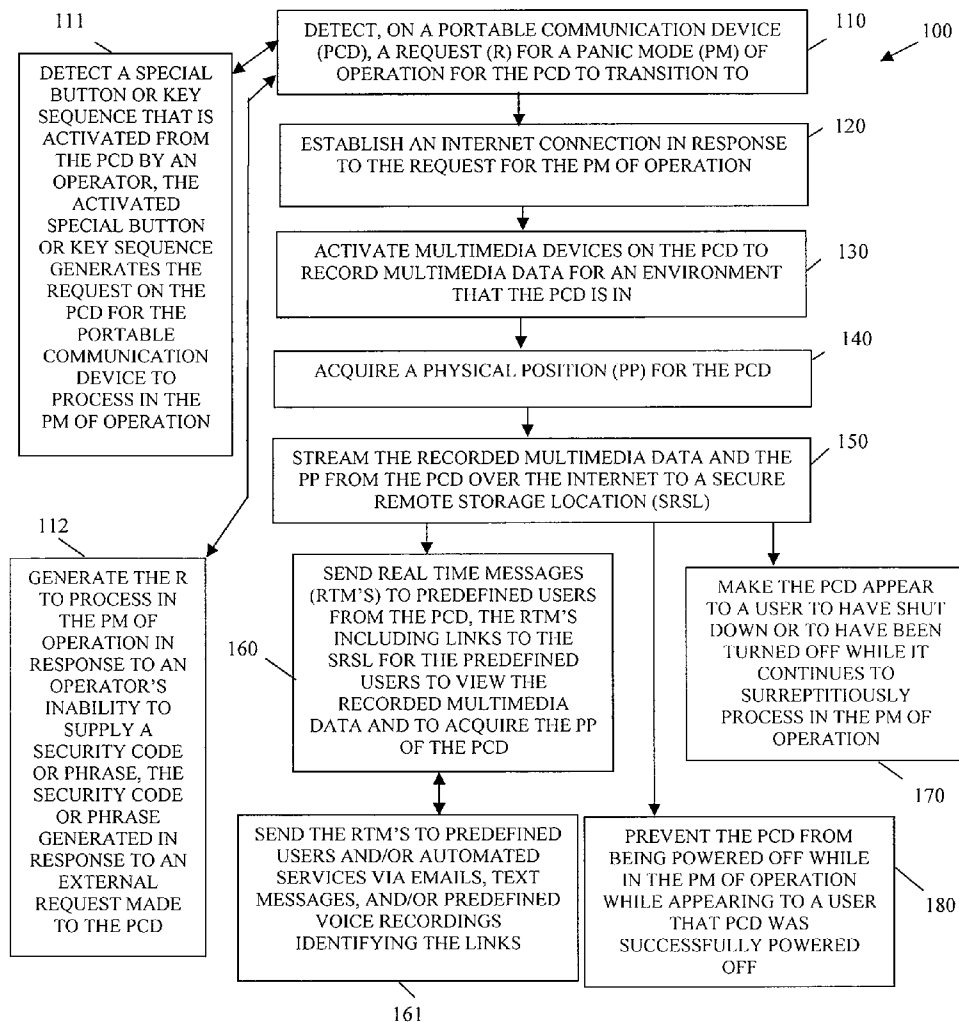 111
DETECT, ON A PORTABLE COMMUNICATION DEVICE
(PCD), A REQUEST (R) FOR A PANIC MODE (PM) OF
OPERATION FOR THE PCD TO TRANSITION TO
110
100
DETECT A SPECIAL
BUTTON OR KEY
SEQUENCE THAT IS
ACTIVATED FROM
THE PCD BY AN
OPERATOR, THE
ACTIVATED
SPECIAL BUTTON
OR KEY SEQUENCE
GENERATES THE
REQUEST ON THE
PCD FOR THE
PORTABLE
COMMUNICATION
DEVICE TO
PROCESS IN THE
PM OF OPERATION
120
ESTABLISH AN INTERNET CONNECTION IN RESPONSE
TO THE REQUEST FOR THE PM OF OPERATION
ACTIVATE MULTIMEDIA DEVICES ON THE PCD TO
RECORD MULTIMEDIA DATA FOR AN ENVIRONMENT
THAT THE PCD IS IN
130
140
ACQUIRE A PHYSICAL POSITION (PP) FOR THE PCD
150
STREAM THE RECORDED MULTIMEDIA DATA AND THE
PP FROM THE PCD OVER THE INTERNET TO A SECURE
REMOTE STORAGE LOCATION (SRSL)
112
GENERATE THE R
TO PROCESS IN
THE PM OF
OPERATION IN
RESPONSE TO AN
OPERATOR'S
INABILITY TO
SUPPLY A
SECURITY CODE
OR PHRASE, THE
SECURITY CODE
OR PHRASE
GENERATED IN
RESPONSE TO AN
EXTERNAL
REQUEST MADE
TO THE PCD
160
SEND REAL TIME MESSAGES
(RTM'S) TO PREDEFINED
USERS FROM THE PCD, THE
RTM'S INCLUDING LINKS TO THE
SRSL FOR THE PREDEFINED
USERS TO VIEW THE
RECORDED MULTIMEDIA
DATA AND TO ACQUIRE THE PP
OF THE PCD
MAKE THE PCD APPEAR
TO A USER TO HAVE SHUT
DOWN OR TO HAVE BEEN
TURNED OFF WHILE IT
CONTINUES TO
SURREPTITIOUSLY
PROCESS IN THE PM OF
OPERATION
170
SEND THE RTM'S TO PREDEFINED
USERS AND/OR AUTOMATED
SERVICES VIA EMAILS, TEXT
MESSAGES, AND/OR PREDEFINED
VOICE RECORDINGS
IDENTIFYING THE LINKS
161
PREVENT THE PCD FROM
BEING POWERED OFF WHILE
IN THE PM OF OPERATION
WHILE APPEARING TO A USER
THAT PCD WAS
SUCCESSFULLY POWERED
OFF
180